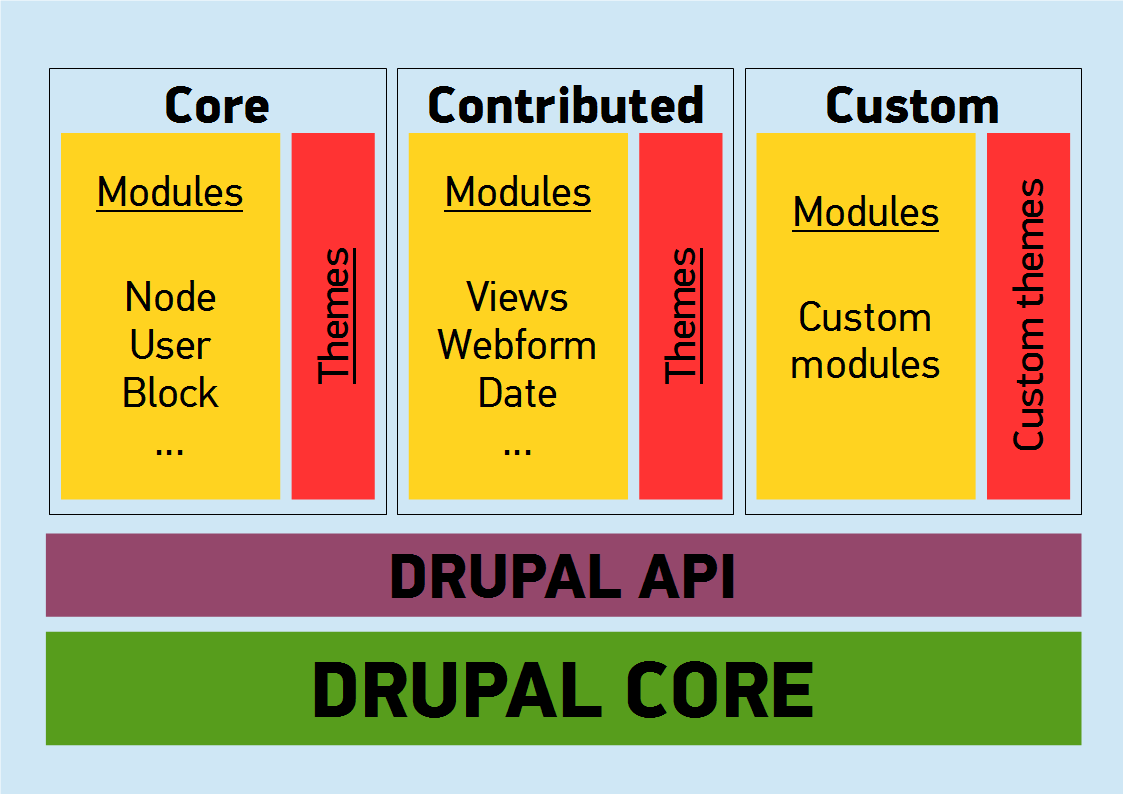 Core
Modules
Node
User
Block
...
Themes
Contributed
Modules
Views
Webform
Date
...
Themes
Custom
Modules
Custom
modules
Custom themes
DRUPAL API
DRUPAL CORE